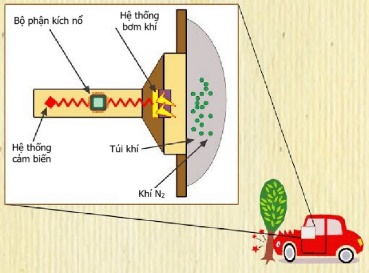 Bộ phận kích nổ
Hệ thống
bơm khí
Hệ thống
cảm biến
Túi khí
Khí N₂